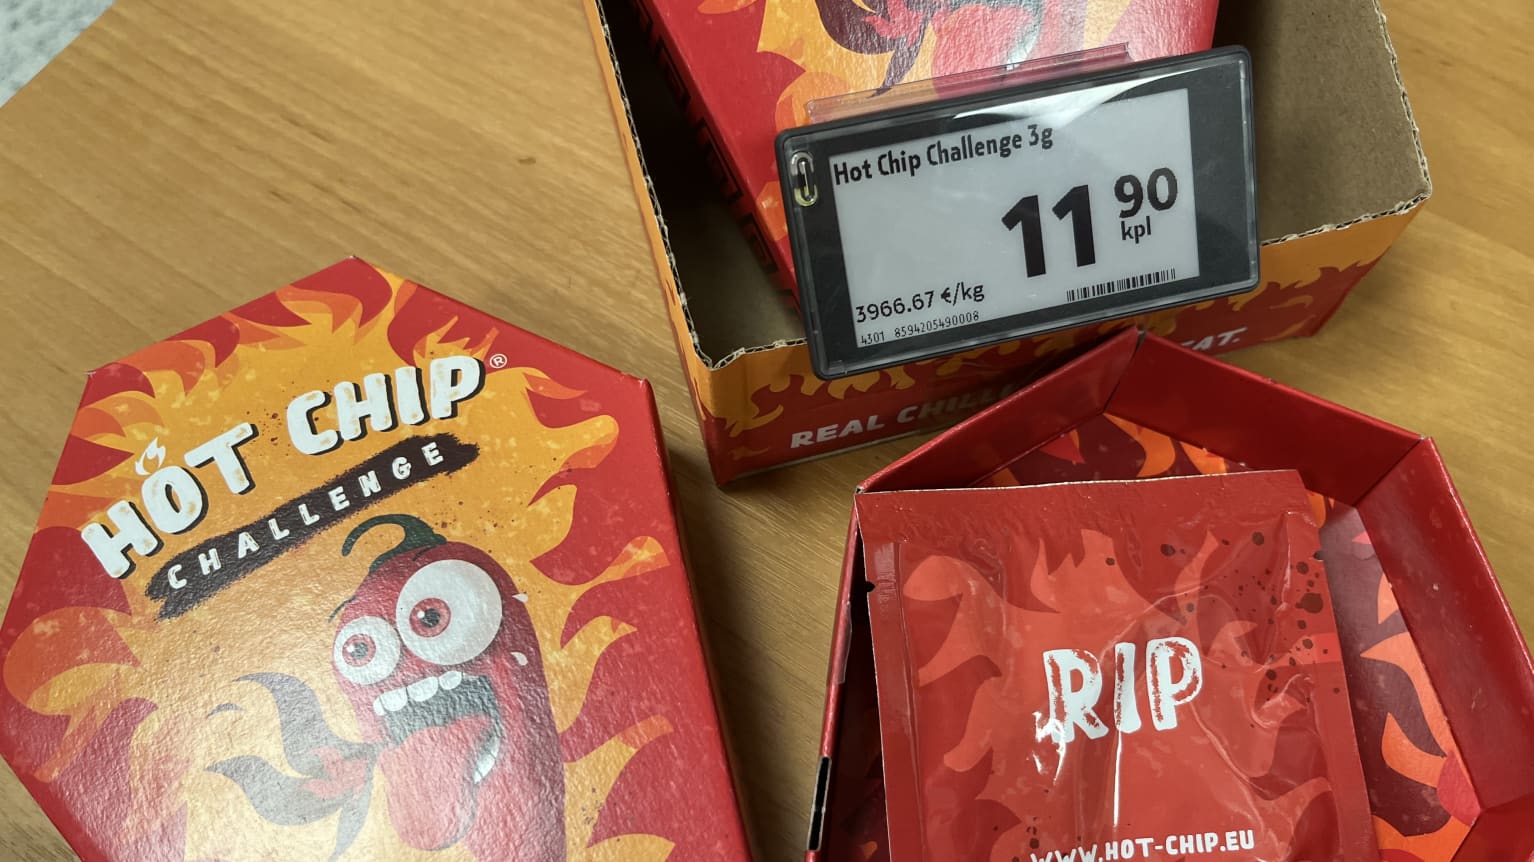 Hot Chip Challenge 3g
11 90
kpl
3966.67 €/kg
4301 8594205490008
REAL
HOT CHIP®
CHALLENGE
RIP
WWW.HOT-CHIP.EU